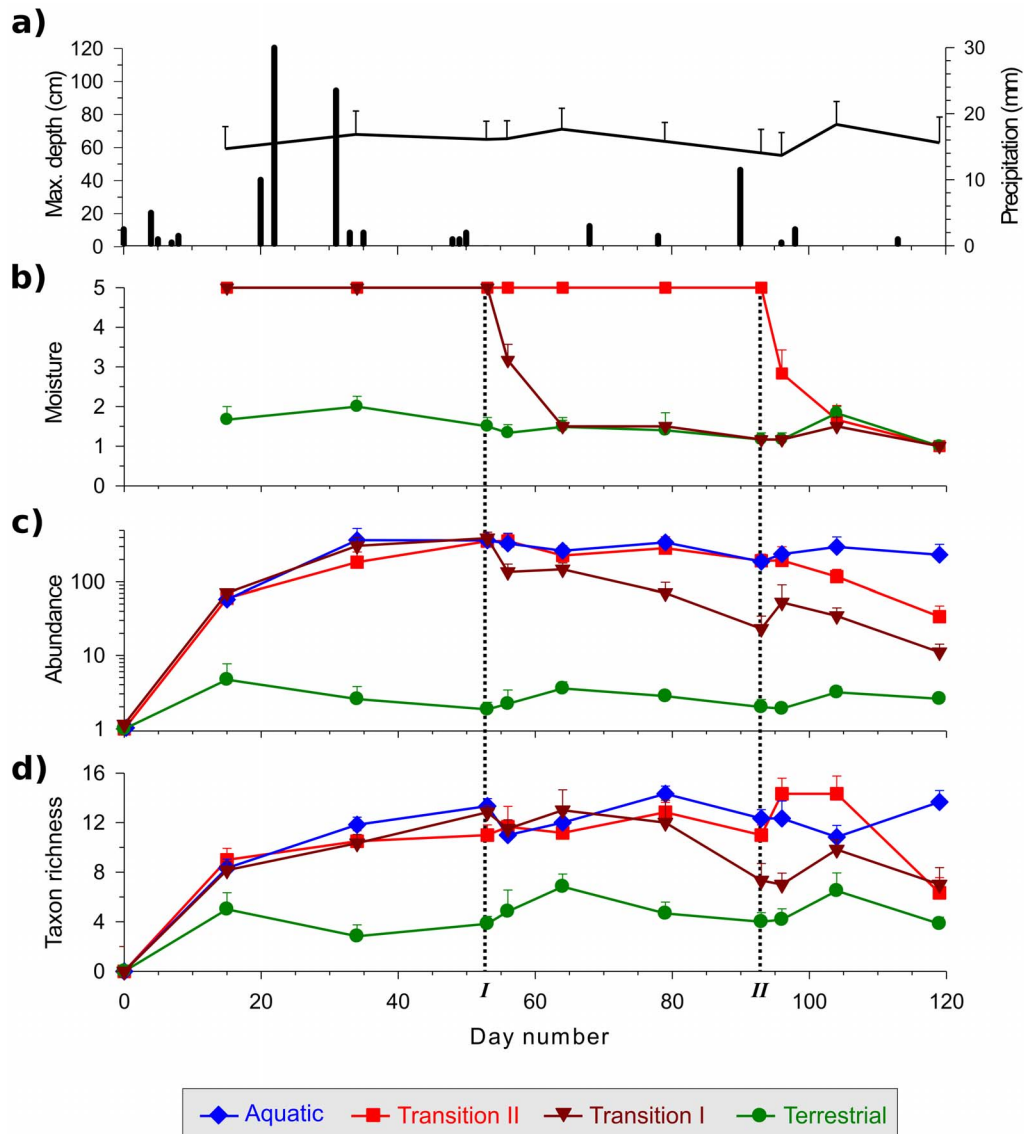 a)
Max. depth (cm)
120
100
80
60
40
20
0
Precipitation (mm)
30
20
10
0
b)
Moisture
5
4
3
2
1
0
c)
Abundance
100
10
1
d)
Taxon richness
16
12
8
4
0
0 20 40 I 60 80 II 100 120
Day number
Aquatic Transition II Transition I Terrestrial